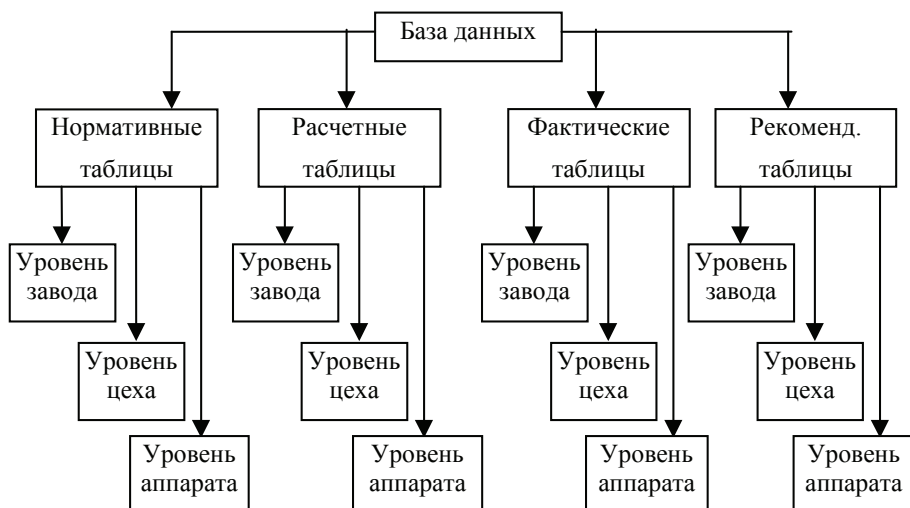 База данных
Нормативные
таблицы
Расчетные
таблицы
Фактические
таблицы
Рекоменд.
таблицы
Уровень
завода
Уровень
завода
Уровень
завода
Уровень
завода
Уровень
цеха
Уровень
цеха
Уровень
цеха
Уровень
цеха
Уровень
аппарата
Уровень
аппарата
Уровень
аппарата
Уровень
аппарата